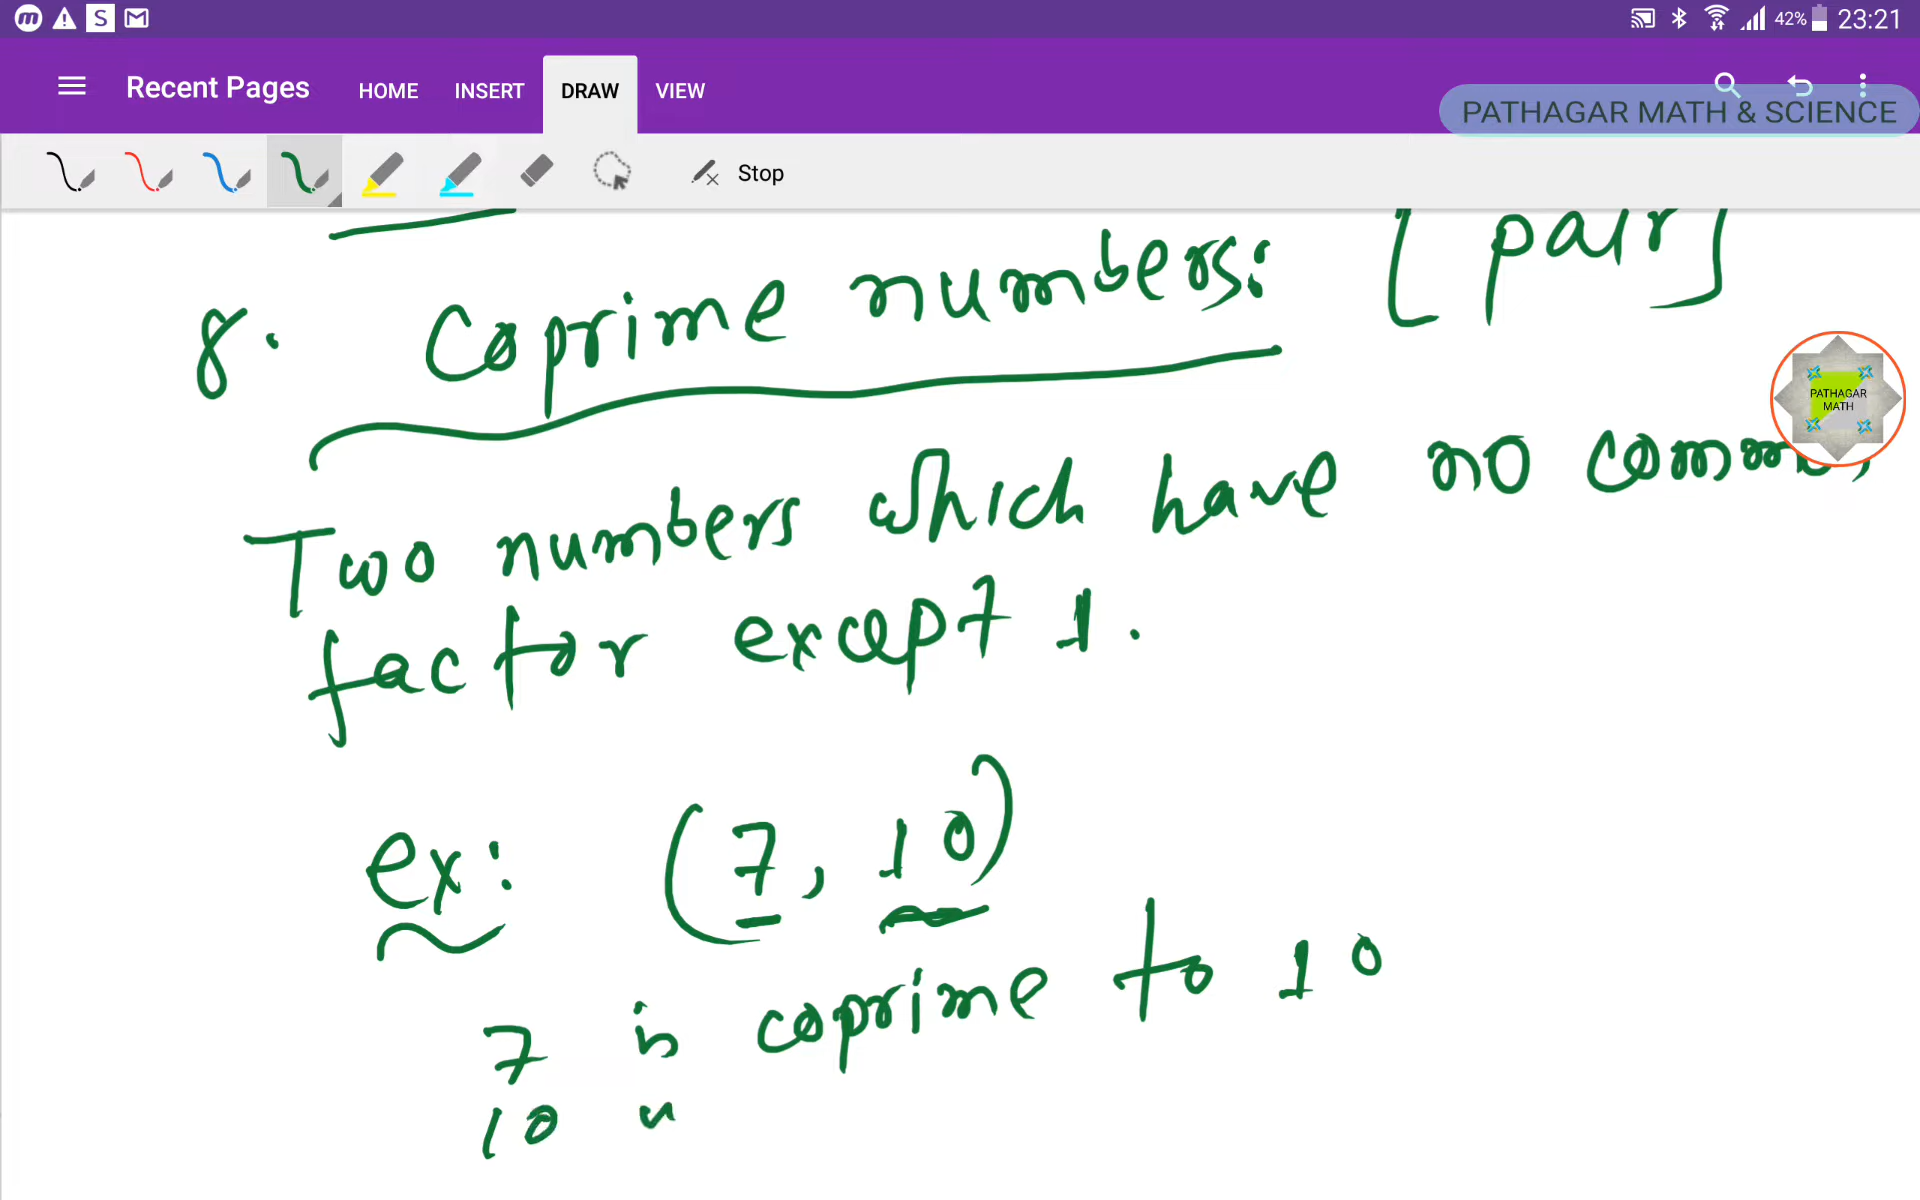 42% 23:21
Recent Pages HOME INSERT DRAW VIEW
PATHAGAR MATH & SCIENCE
Stop
8. Coprime numbers: [pair]
PATHAGAR
MATH
Two numbers which have no
factor except 1.
ex: (7, 10)
7 is coprime to 10
10